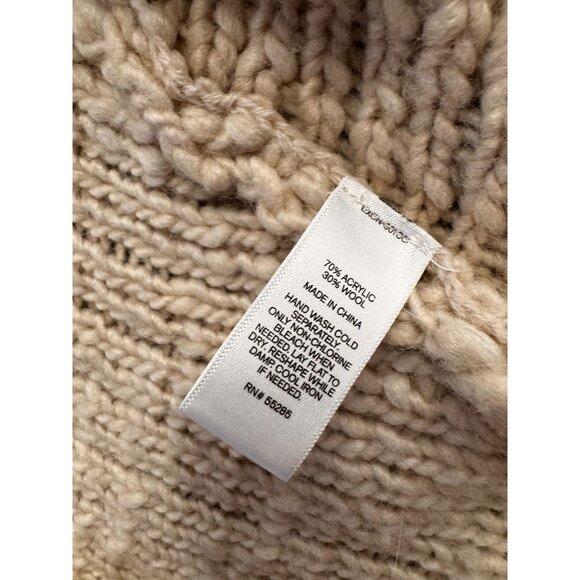 70% ACRYLIC
30% WOOL
MADE IN CHINA
HAND WASH COLD
SEPARATELY.
ONLY NON-CHLORINE
BLEACH WHEN
NEEDED. LAY FLAT TO
DRY. RESHAPE WHILE
DAMP. COOL IRON
IF NEEDED.
RN# 55285